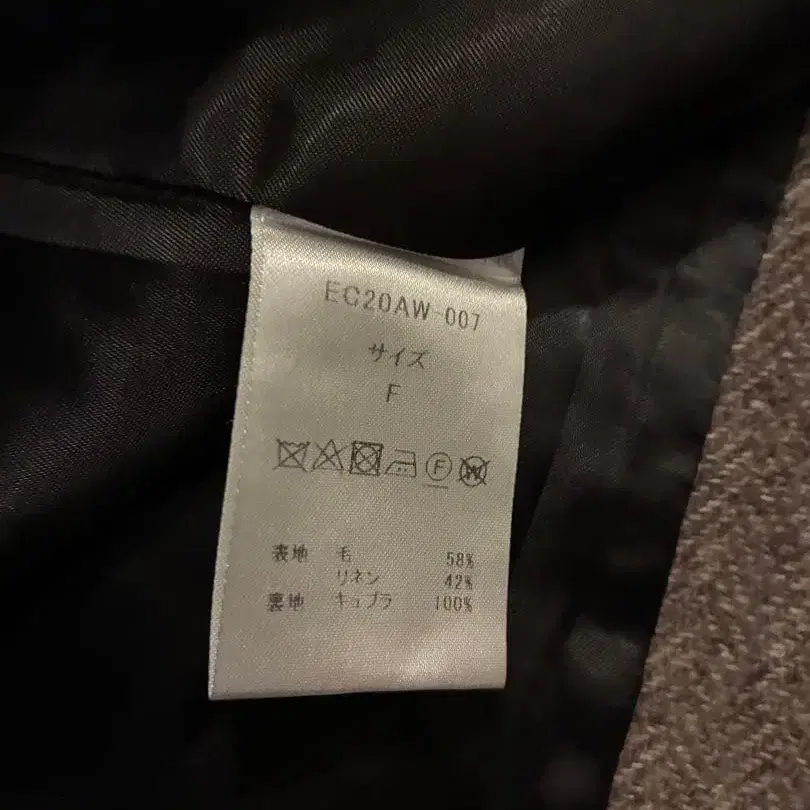 EC20AW-007
サイズ
F
F W
表地 毛 58%
リネン 42%
裏地 キュプラ 100%